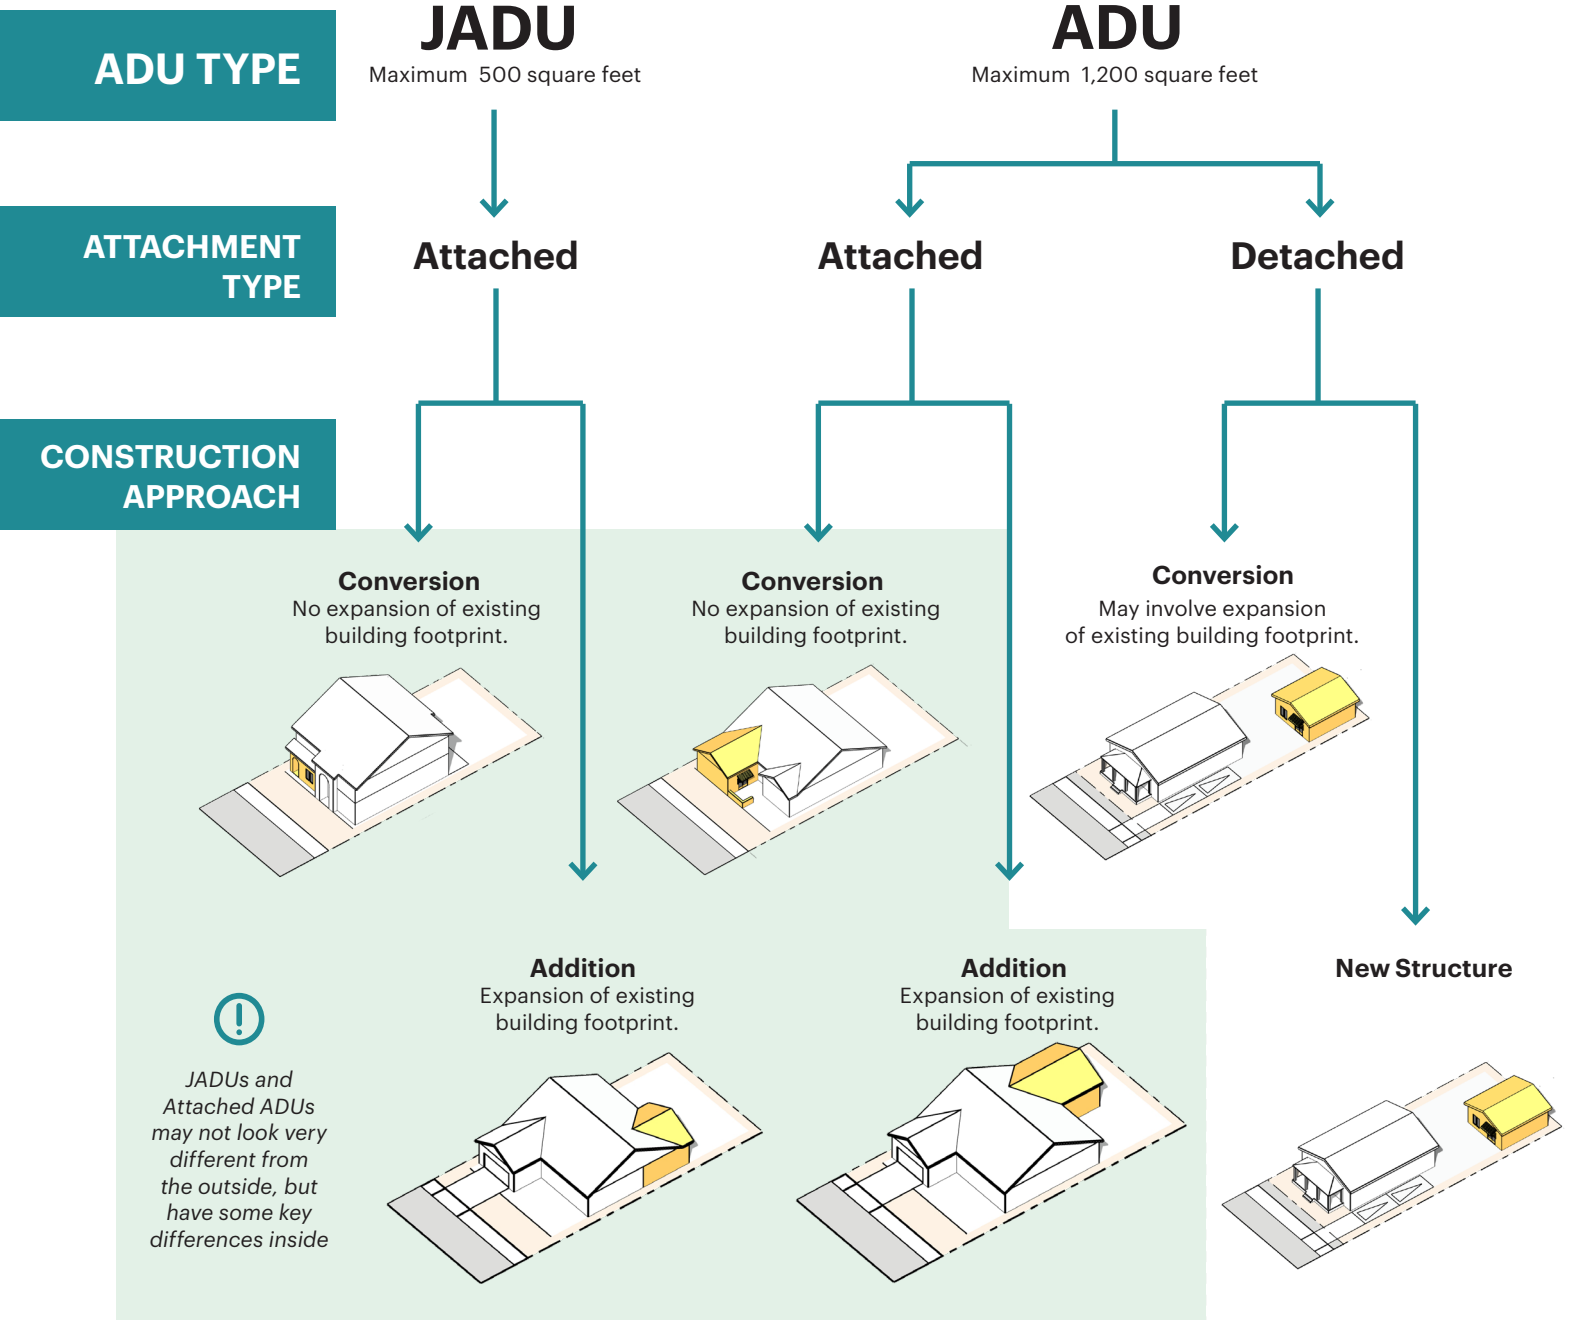 ADU TYPE
JADU
Maximum 500 square feet
ADU
Maximum 1,200 square feet
ATTACHMENT
TYPE
Attached
Attached
Detached
CONSTRUCTION
APPROACH
Conversion
No expansion of existing
building footprint.
Conversion
No expansion of existing
building footprint.
Conversion
May involve expansion
of existing building footprint.
Addition
Expansion of existing
building footprint.
Addition
Expansion of existing
building footprint.
New Structure
JADUs and
Attached ADUs
may not look very
different from
the outside, but
have some key
differences inside